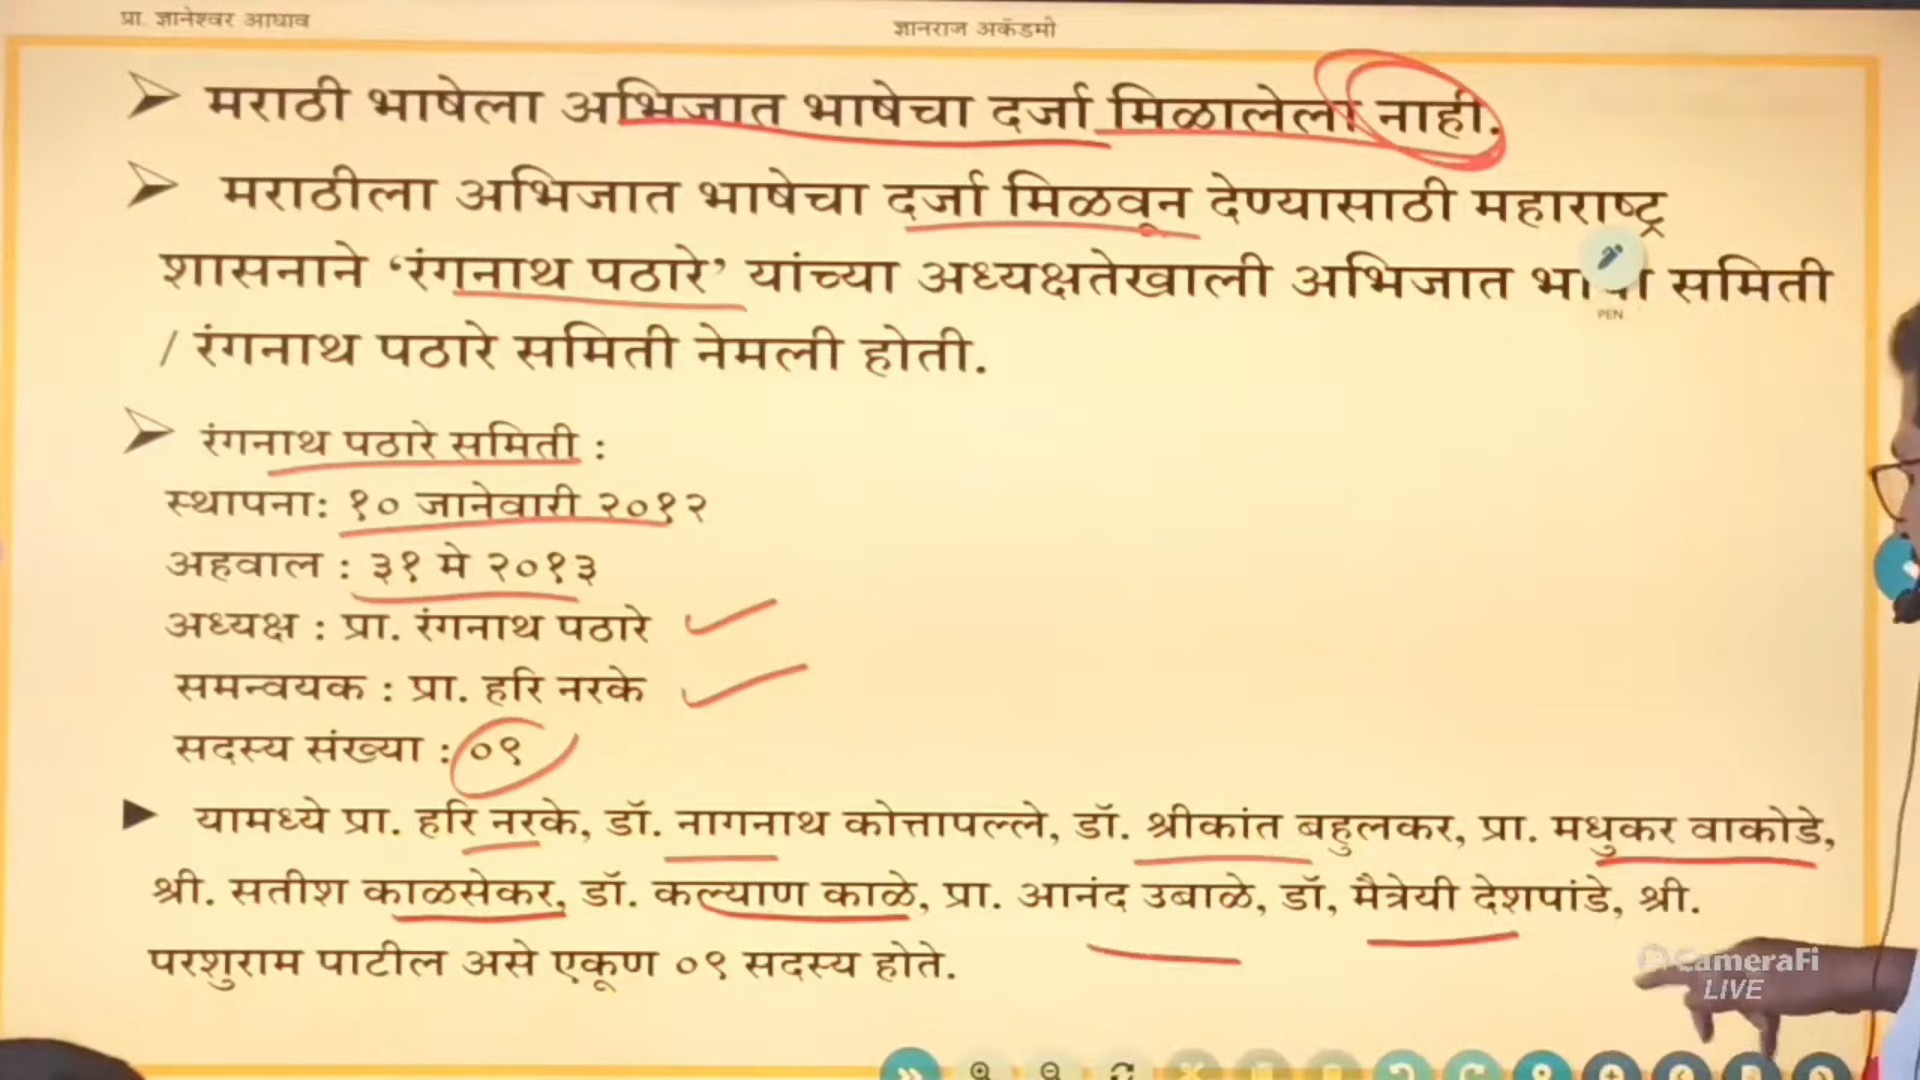 प्रा. ज्ञानेश्वर आघाव
ज्ञानराज अकॅडमी
मराठी भाषेला अभिजात भाषेचा दर्जा मिळालेला नाही.
मराठीला अभिजात भाषेचा दर्जा मिळवून देण्यासाठी महाराष्ट्र
शासनाने ‘रंगनाथ पठारे’ यांच्या अध्यक्षतेखाली अभिजात समिती
/ रंगनाथ पठारे समिती नेमली होती.
PEN
रंगनाथ पठारे समिती :
स्थापना: १० जानेवारी २०१२
अहवाल : ३१ मे २०१३
अध्यक्ष : प्रा. रंगनाथ पठारे
समन्वयक : प्रा. हरि नरके
सदस्य संख्या : ०९
यामध्ये प्रा. हरि नरके, डॉ. नागनाथ कोत्तापल्ले, डॉ. श्रीकांत बहुलकर, प्रा. मधुकर वाकोडे,
श्री. सतीश काळसेकर, डॉ. कल्याण काळे, प्रा. आनंद उबाळे, डॉ, मैत्रेयी देशपांडे, श्री.
परशुराम पाटील असे एकूण ०९ सदस्य होते.
CameraFi
LIVE